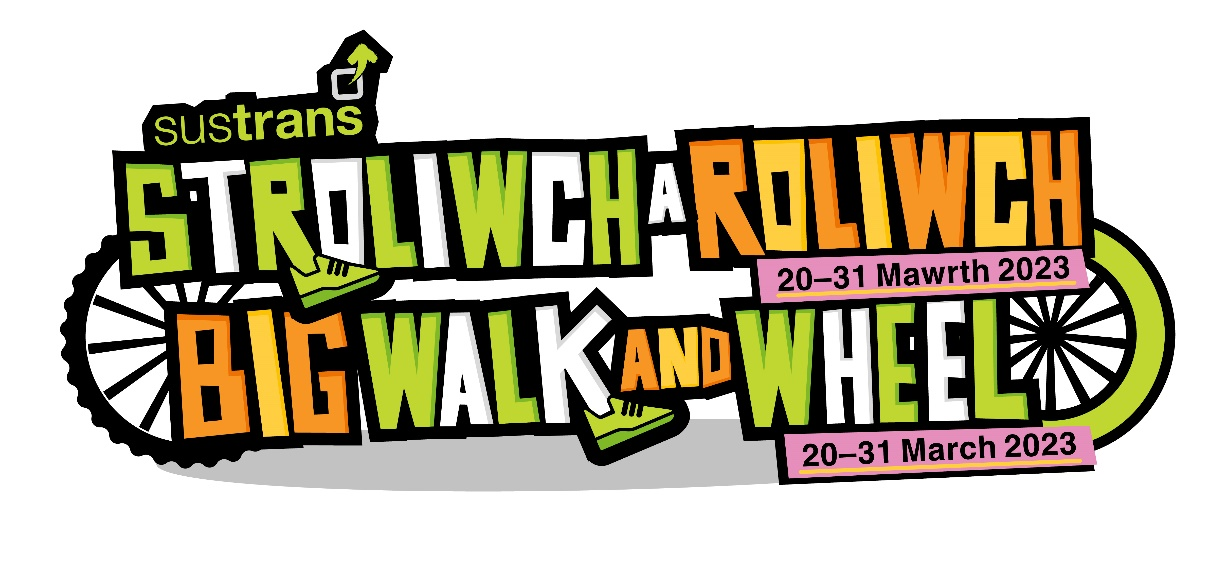 sustrans
STROLIWCH A ROLIWCH
20–31 Mawrth 2023
BIG WALK AND WHEEL
20–31 March 2023